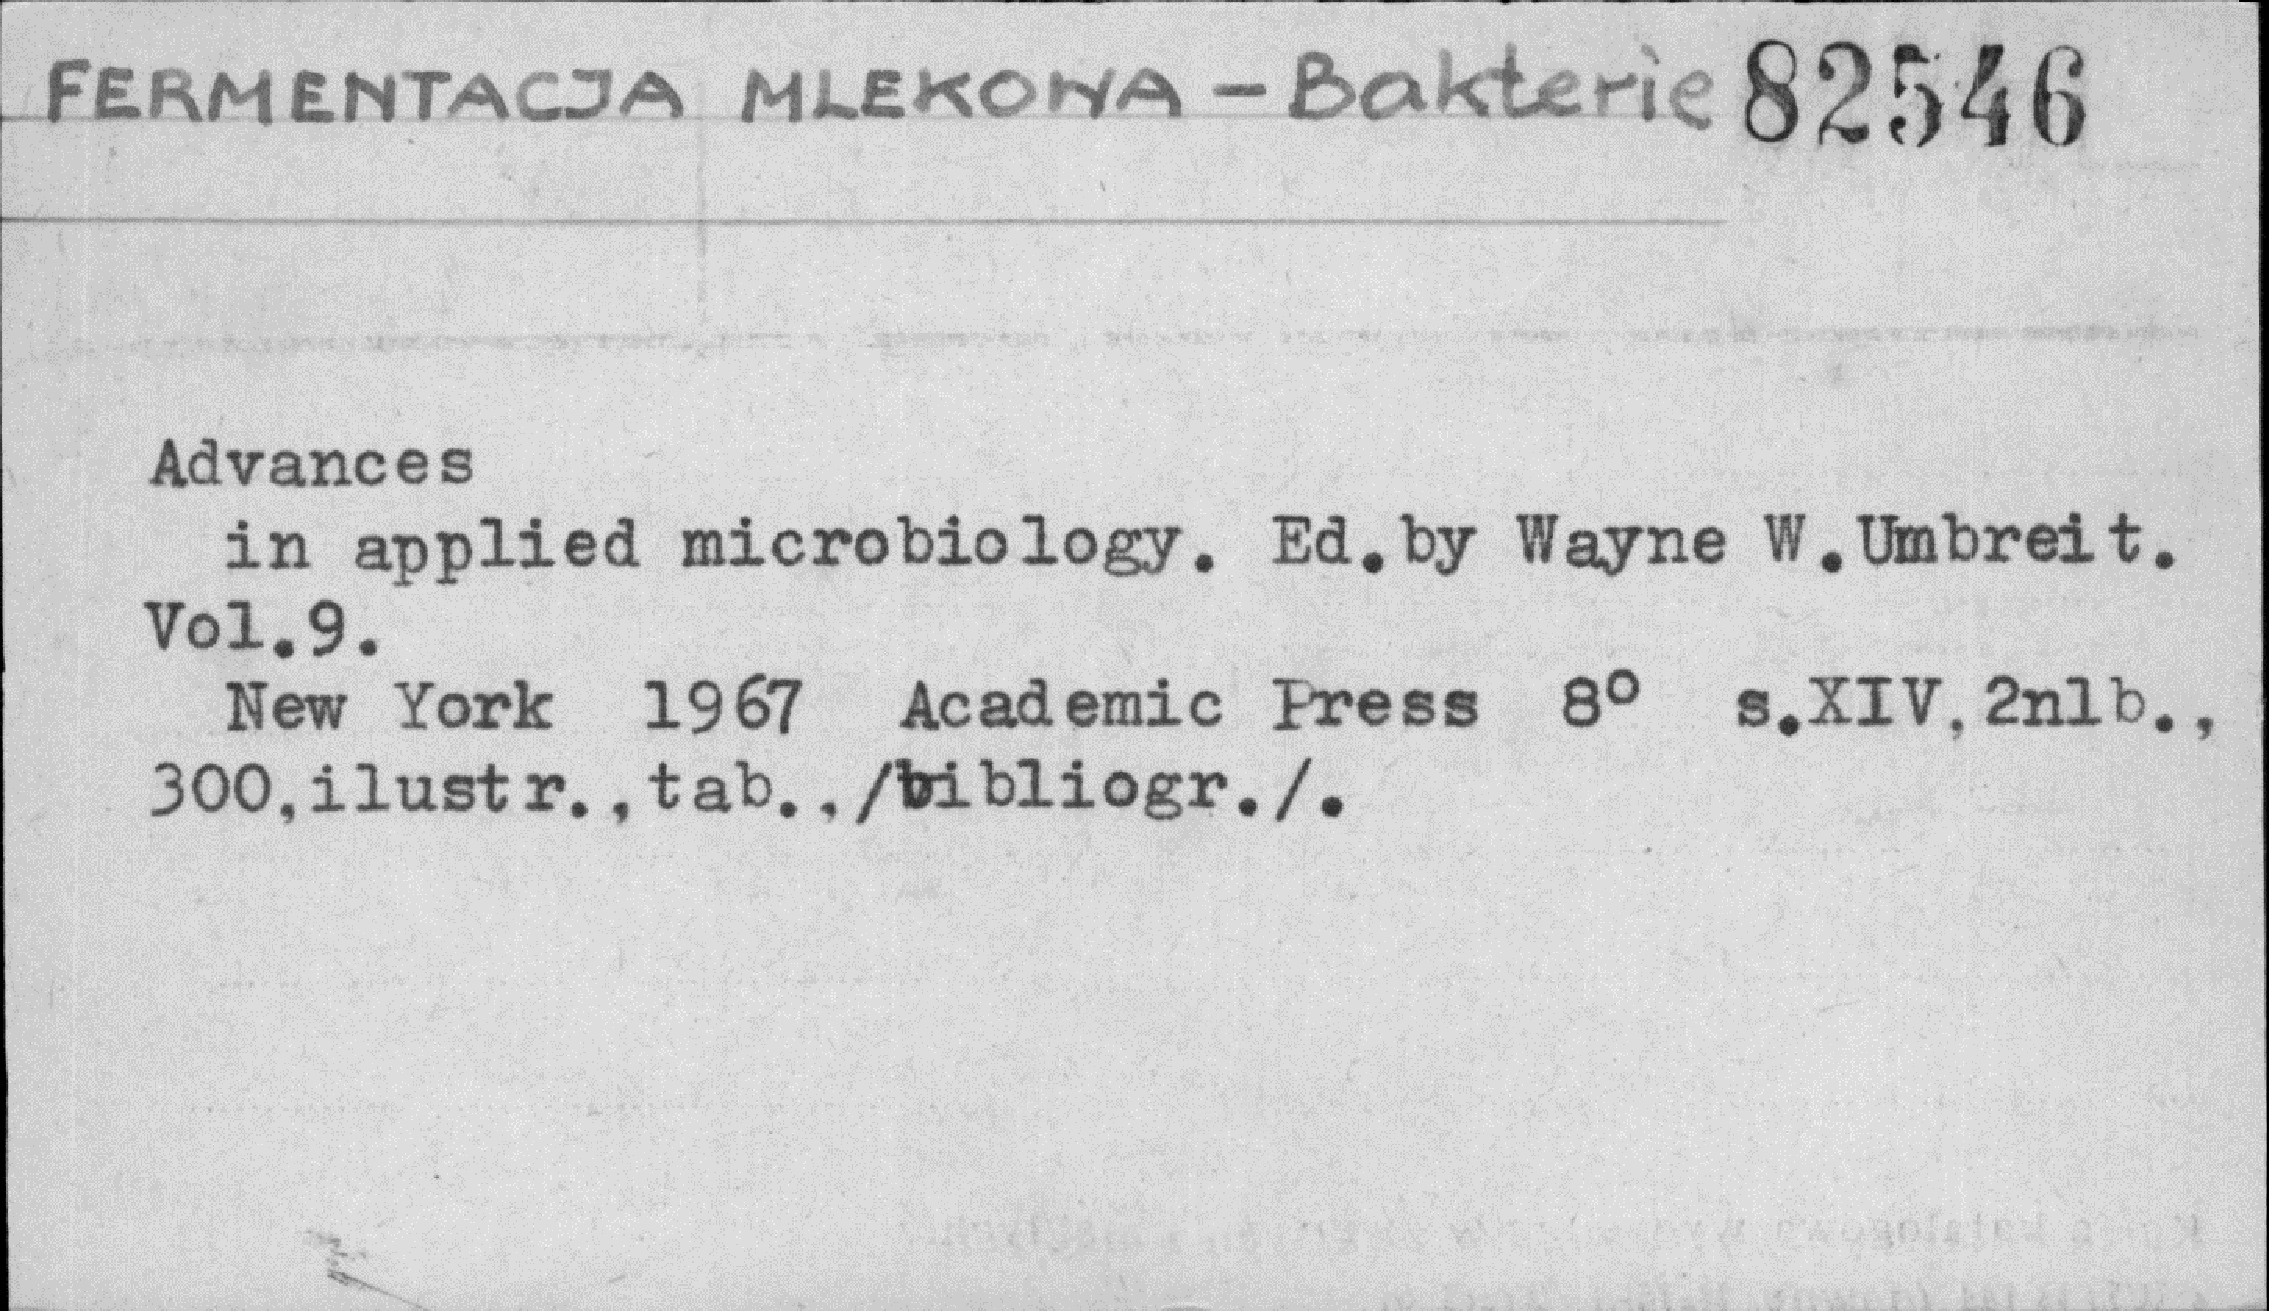 FERMENTACJA MLEKOWA - Bakterie 82546
Advances
in applied microbiology. Ed.by Wayne W.Umbreit.
Vol.9.
New York 1967 Academic Press 8° s.XIV,2nlb.,
300,ilustr.,tab.,/bibliogr./.